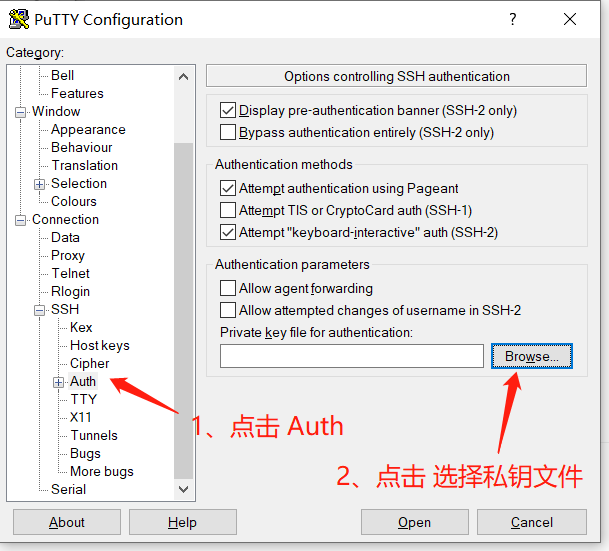 PuTTY Configuration
?
Category:
Bell
Features
Window
Appearance
Behaviour
Translation
Selection
Colours
Connection
Data
Proxy
Telnet
Rlogin
SSH
Kex
Host keys
Cipher
Auth
TTY
X11
Tunnels
Bugs
More bugs
Serial
Options controlling SSH authentication
Display pre-authentication banner (SSH-2 only)
Bypass authentication entirely (SSH-2 only)
Authentication methods
Attempt authentication using Pageant
Attempt TIS or CryptoCard auth (SSH-1)
Attempt "keyboard-interactive" auth (SSH-2)
Authentication parameters
Allow agent forwarding
Allow attempted changes of username in SSH-2
Private key file for authentication:
Browse...
1、点击 Auth
2、点击 选择私钥文件
About
Help
Open
Cancel